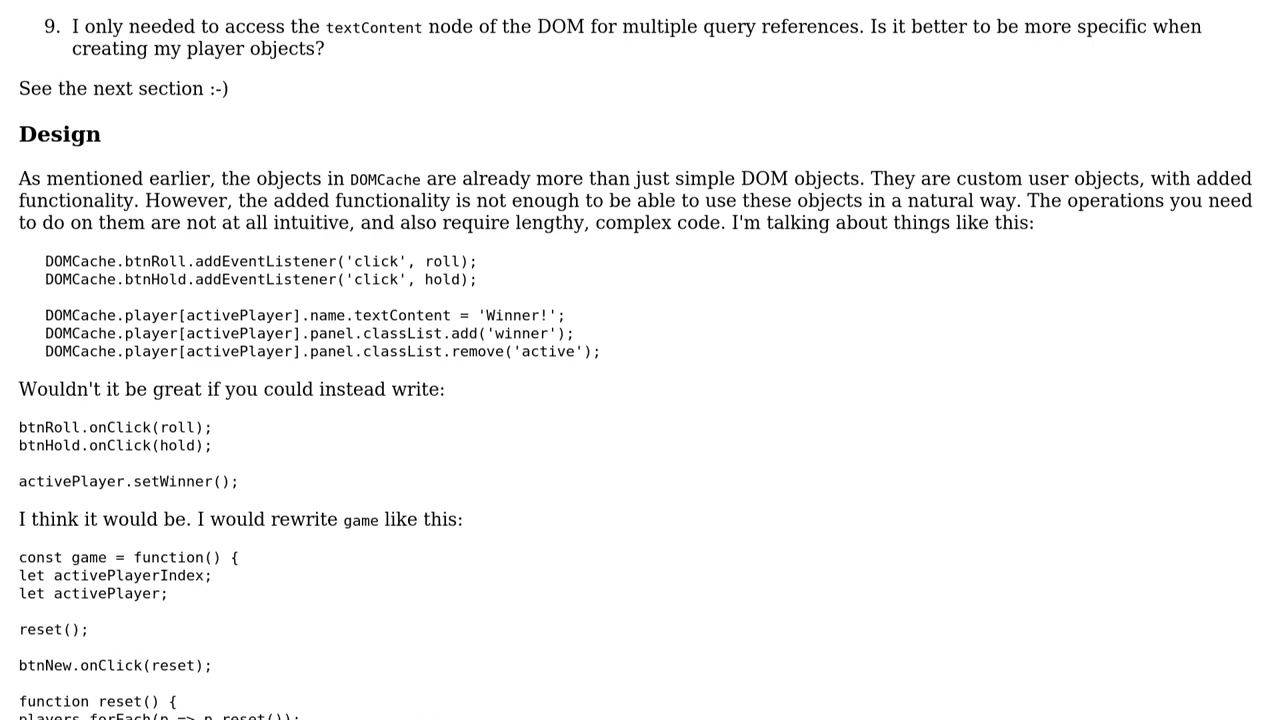 9. I only needed to access the textContent node of the DOM for multiple query references. Is it better to be more specific when
creating my player objects?
See the next section :-)
Design
As mentioned earlier, the objects in DOMCache are already more than just simple DOM objects. They are custom user objects, with added
functionality. However, the added functionality is not enough to be able to use these objects in a natural way. The operations you need
to do on them are not at all intuitive, and also require lengthy, complex code. I'm talking about things like this:
DOMCache.btnRoll.addEventListener('click', roll);
DOMCache.btnHold.addEventListener('click', hold);
DOMCache.player[activePlayer].name.textContent = 'Winner!';
DOMCache.player[activePlayer].panel.classList.add('winner');
DOMCache.player[activePlayer].panel.classList.remove('active');
Wouldn't it be great if you could instead write:
btnRoll.onClick(roll);
btnHold.onClick(hold);
activePlayer.setWinner();
I think it would be. I would rewrite game like this:
const game = function() {
let activePlayerIndex;
let activePlayer;
reset();
btnNew.onClick(reset);
function reset() {
players.forEach(p => p.reset());